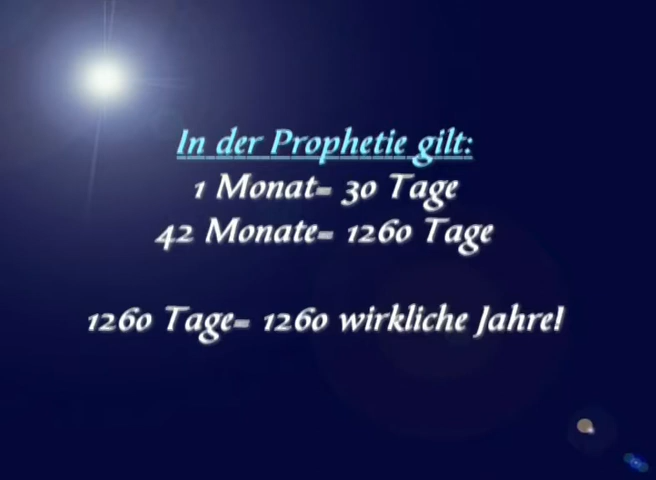 In der Prophetie gilt:
1 Monat= 30 Tage
42 Monate= 1260 Tage
1260 Tage= 1260 wirkliche Jahre!